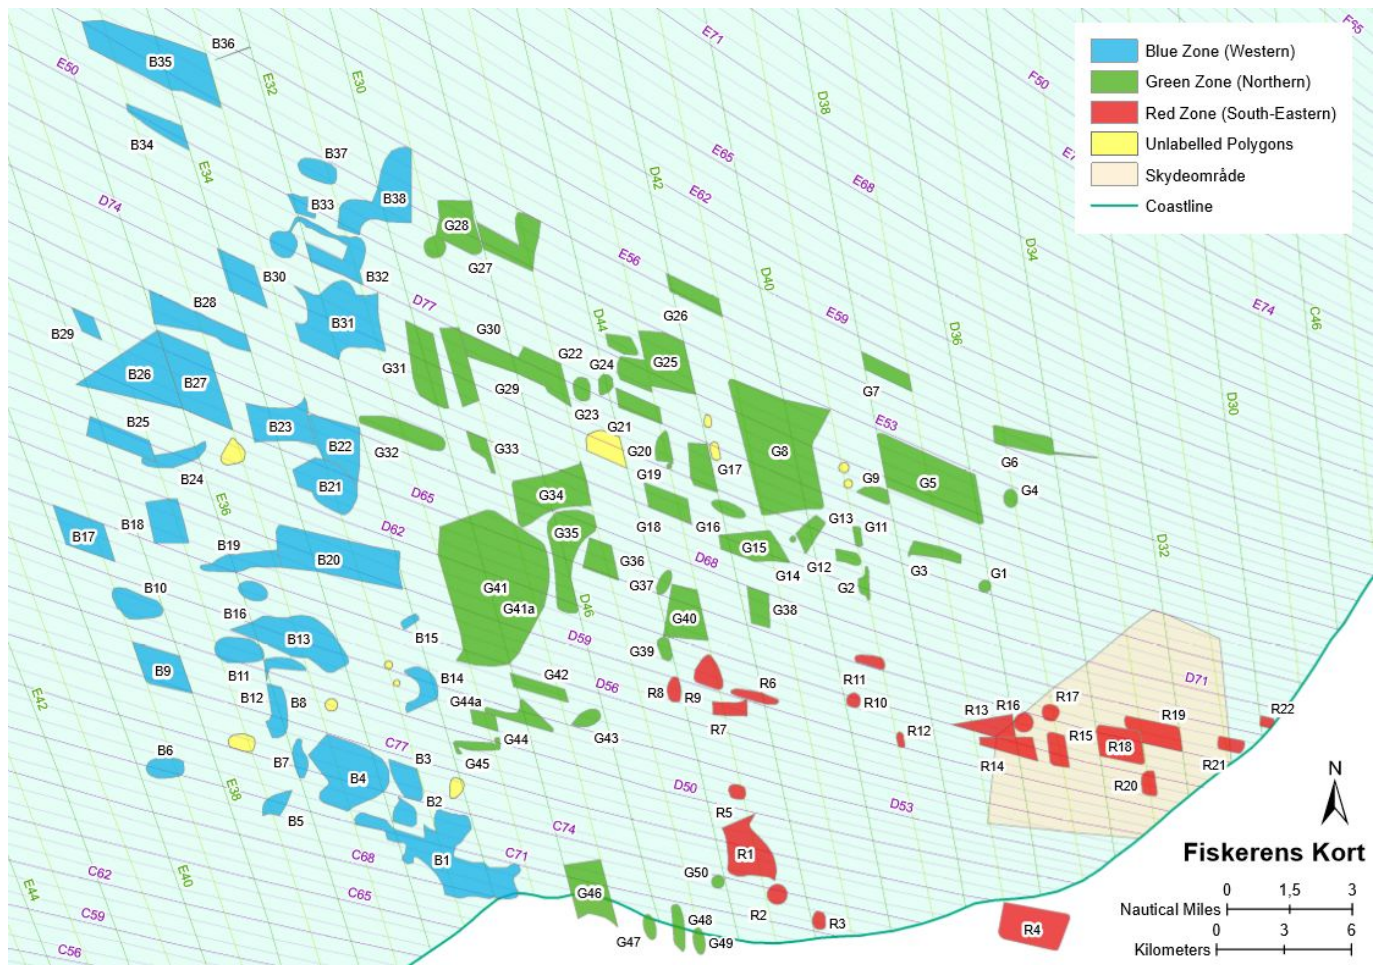 E71
F65
B36
B35
Blue Zone (Western)
E50
E32
E30
F50
Green Zone (Northern)
D38
Red Zone (South-Eastern)
B34
Unlabelled Polygons
B37
E65
E34
D42
Skydeområde
E68
E62
B38
D74
B33
Coastline
G28
D34
E56
G27
B32
B30
D40
B28
D77
E74
G26
E59
C46
B31
D44
B29
G30
D36
G22
G25
G24
G31
B26
B27
G29
G7
D30
G23
B25
B23
E53
G21
B22
G32
G33
G20
G8
G6
G19
G17
B24
G9
G5
B21
D65
G34
G4
E36
B18
G18
G16
G13
B17
D62
G11
G35
G15
D32
B19
B20
G36
D68
G14
G12
G3
G1
B10
G41
G37
G2
B16
G41a
D46
G40
G38
B13
B15
D59
G39
B9
B11
B14
G42
D56
R8
R9
R6
R11
D71
E42
B12
B8
G44a
R10
R13
R16
R17
R22
G44
G43
R7
R12
R15
R19
B6
C77
G45
R18
B7
B3
R14
R21
B4
N
E38
B2
D50
R20
B5
D53
R5
C74
B1
R1
Fiskerens Kort
C68
C71
C62
E40
G50
0 1,5 3
E44
C65
G46
Nautical Miles
C59
R2
G48
R3
R4
0 3 6
G47
G49
Kilometers
C56